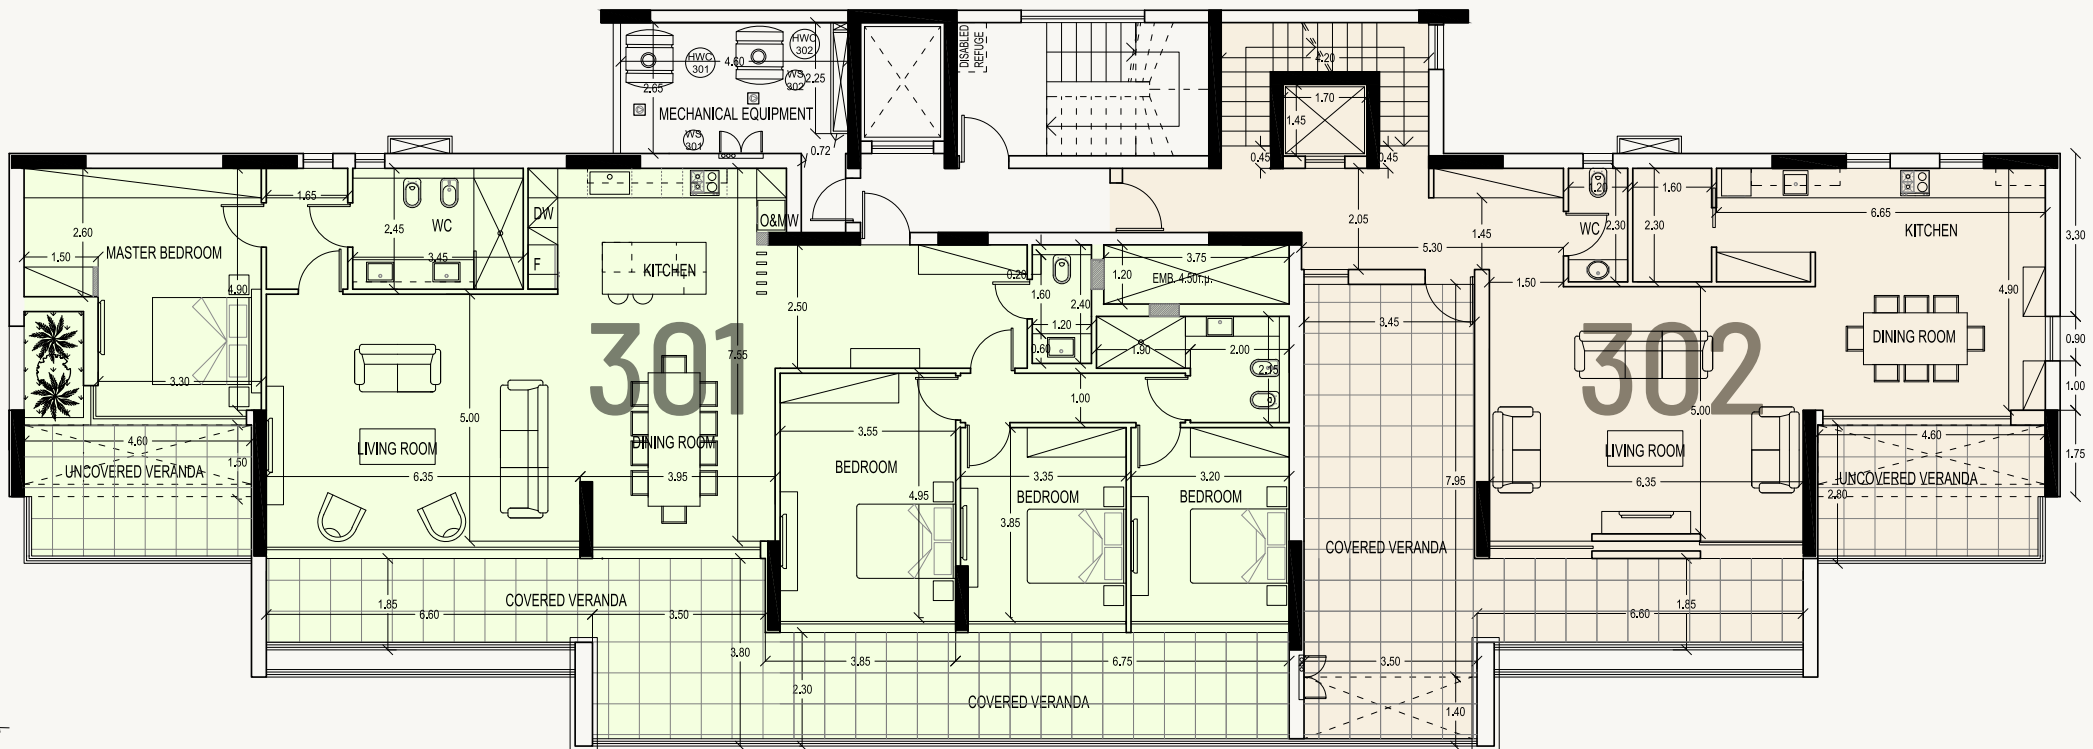 DISABLED
REFUGE
HWC
301
HWC
302
4.60
WS
302
2.25
2.65
MECHANICAL EQUIPMENT
WS
301
0.72
4.20
1.70
1.45
0.45
0.45
1.65
2.60
1.50
MASTER BEDROOM
4.90
3.30
WC
2.45
3.45
DW
F
O&MW
KITCHEN
7.55
2.50
0.20
1.60
2.40
1.20
0.60
3.75
1.20
EMB. 4.50τ.μ.
1.90
2.00
2.15
1.00
301
5.00
LIVING ROOM
DINING ROOM
6.35
3.95
4.60
1.50
UNCOVERED VERANDA
3.55
BEDROOM
4.95
3.35
BEDROOM
3.85
3.20
BEDROOM
COVERED VERANDA
1.85
6.60
3.50
3.80
3.85
6.75
2.30
COVERED VERANDA
2.05
5.30
1.45
1.50
1.20
WC
2.30
1.60
2.30
6.65
KITCHEN
3.30
4.90
0.90
1.00
1.75
DINING ROOM
302
5.00
LIVING ROOM
6.35
3.45
7.95
COVERED VERANDA
4.60
UNCOVERED VERANDA
2.80
1.85
6.60
3.50
1.40